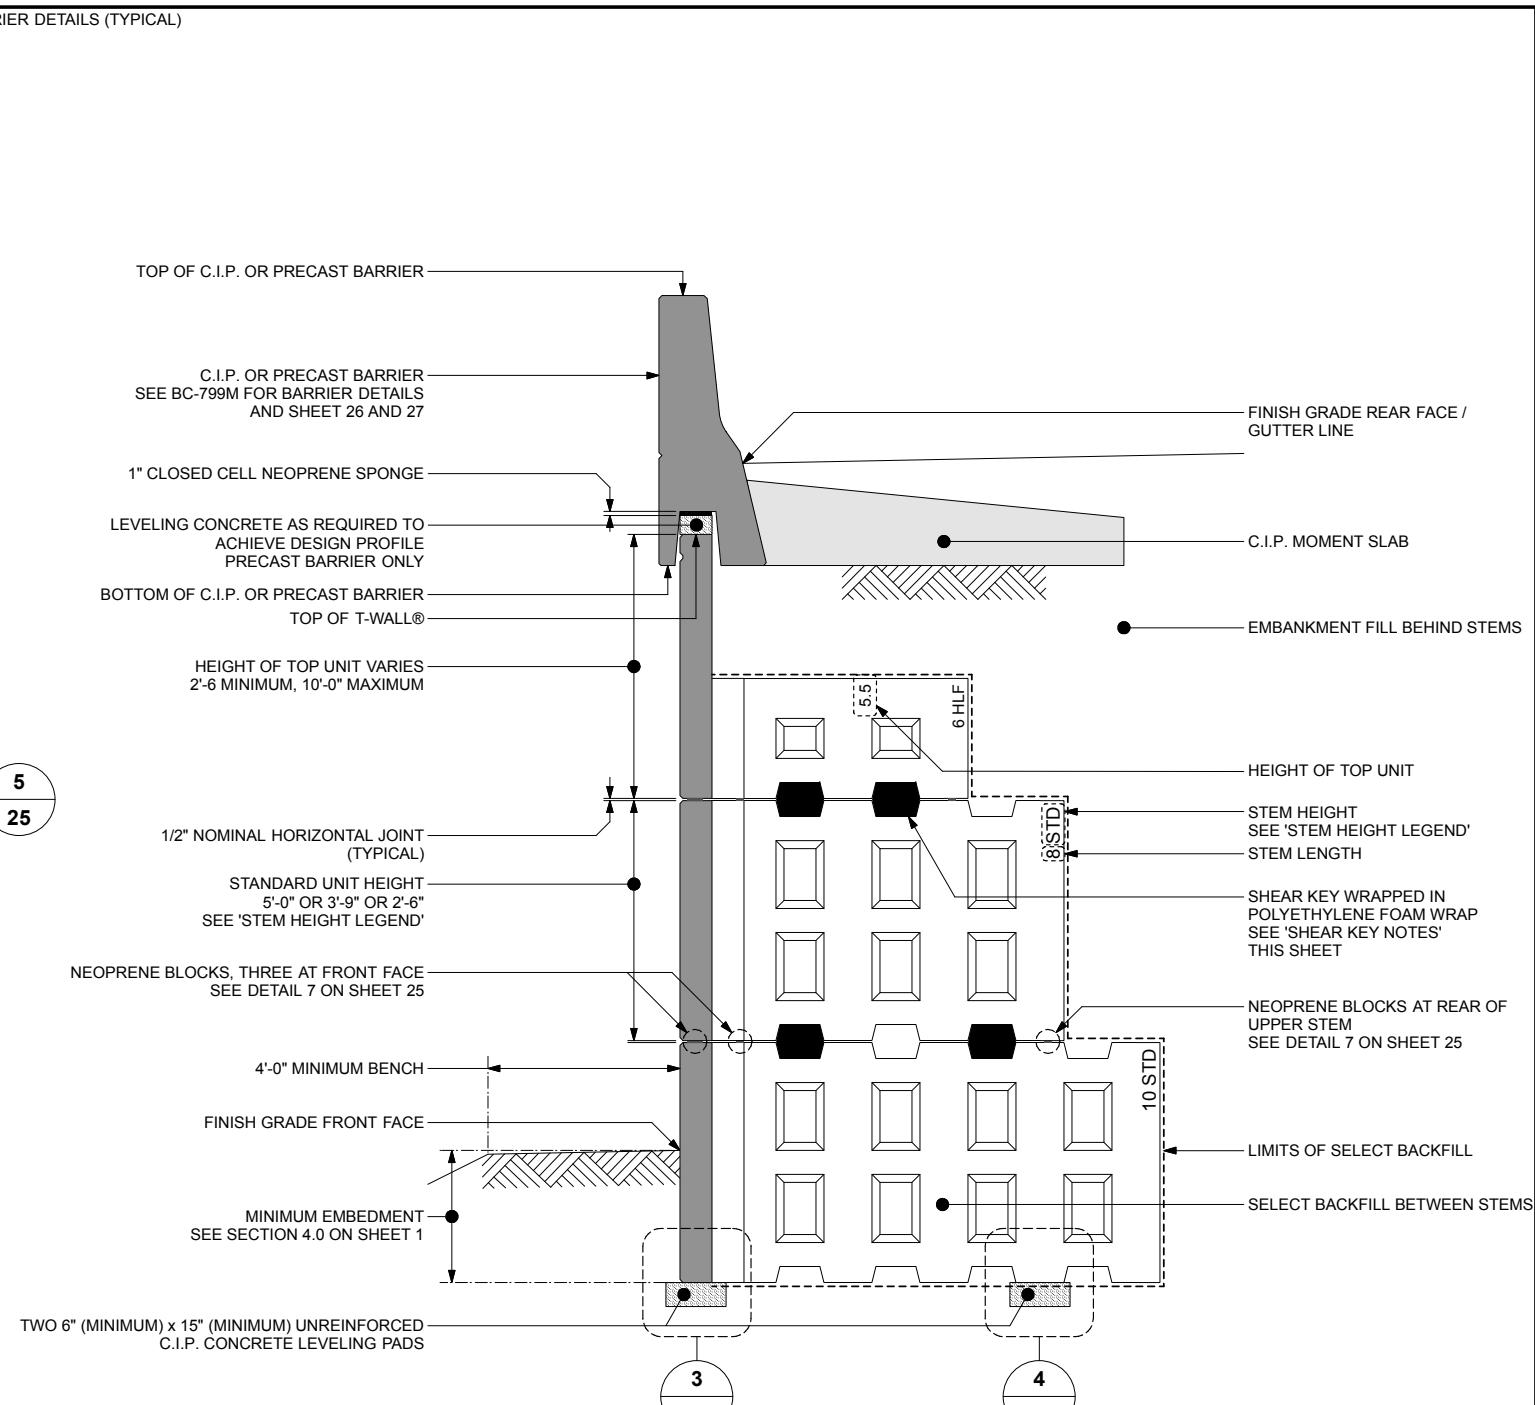 RIER DETAILS (TYPICAL)
TOP OF C.I.P. OR PRECAST BARRIER
C.I.P. OR PRECAST BARRIER
SEE BC-799M FOR BARRIER DETAILS
AND SHEET 26 AND 27
1" CLOSED CELL NEOPRENE SPONGE
LEVELING CONCRETE AS REQUIRED TO
ACHIEVE DESIGN PROFILE
PRECAST BARRIER ONLY
BOTTOM OF C.I.P. OR PRECAST BARRIER
TOP OF T-WALL®
HEIGHT OF TOP UNIT VARIES
2'-6 MINIMUM, 10'-0" MAXIMUM
5
25
1/2" NOMINAL HORIZONTAL JOINT
(TYPICAL)
STANDARD UNIT HEIGHT
5'-0" OR 3'-9" OR 2'-6"
SEE 'STEM HEIGHT LEGEND'
NEOPRENE BLOCKS, THREE AT FRONT FACE
SEE DETAIL 7 ON SHEET 25
4'-0" MINIMUM BENCH
FINISH GRADE FRONT FACE
MINIMUM EMBEDMENT
SEE SECTION 4.0 ON SHEET 1
TWO 6" (MINIMUM) x 15" (MINIMUM) UNREINFORCED
C.I.P. CONCRETE LEVELING PADS
5.5
6 HLF
8 STD
10 STD
3
4
FINISH GRADE REAR FACE /
GUTTER LINE
C.I.P. MOMENT SLAB
EMBANKMENT FILL BEHIND STEMS
HEIGHT OF TOP UNIT
STEM HEIGHT
SEE 'STEM HEIGHT LEGEND'
STEM LENGTH
SHEAR KEY WRAPPED IN
POLYETHYLENE FOAM WRAP
SEE 'SHEAR KEY NOTES'
THIS SHEET
NEOPRENE BLOCKS AT REAR OF
UPPER STEM
SEE DETAIL 7 ON SHEET 25
LIMITS OF SELECT BACKFILL
SELECT BACKFILL BETWEEN STEMS